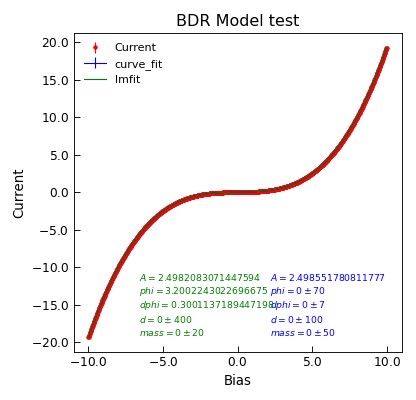 BDR Model test
Current
curve_fit
lmfit
20.0
15.0
10.0
5.0
0.0
−5.0
−10.0
−15.0
−20.0
Current
A = 2.4982083071447594
phi = 3.2002243022696675
dphi = 0.3001137189447198
d = 0 ± 400
mass = 0 ± 20
A = 2.498551780811777
phi = 0 ± 70
dphi = 0 ± 7
d = 0 ± 100
mass = 0 ± 50
−10.0 −5.0 0.0 5.0 10.0
Bias